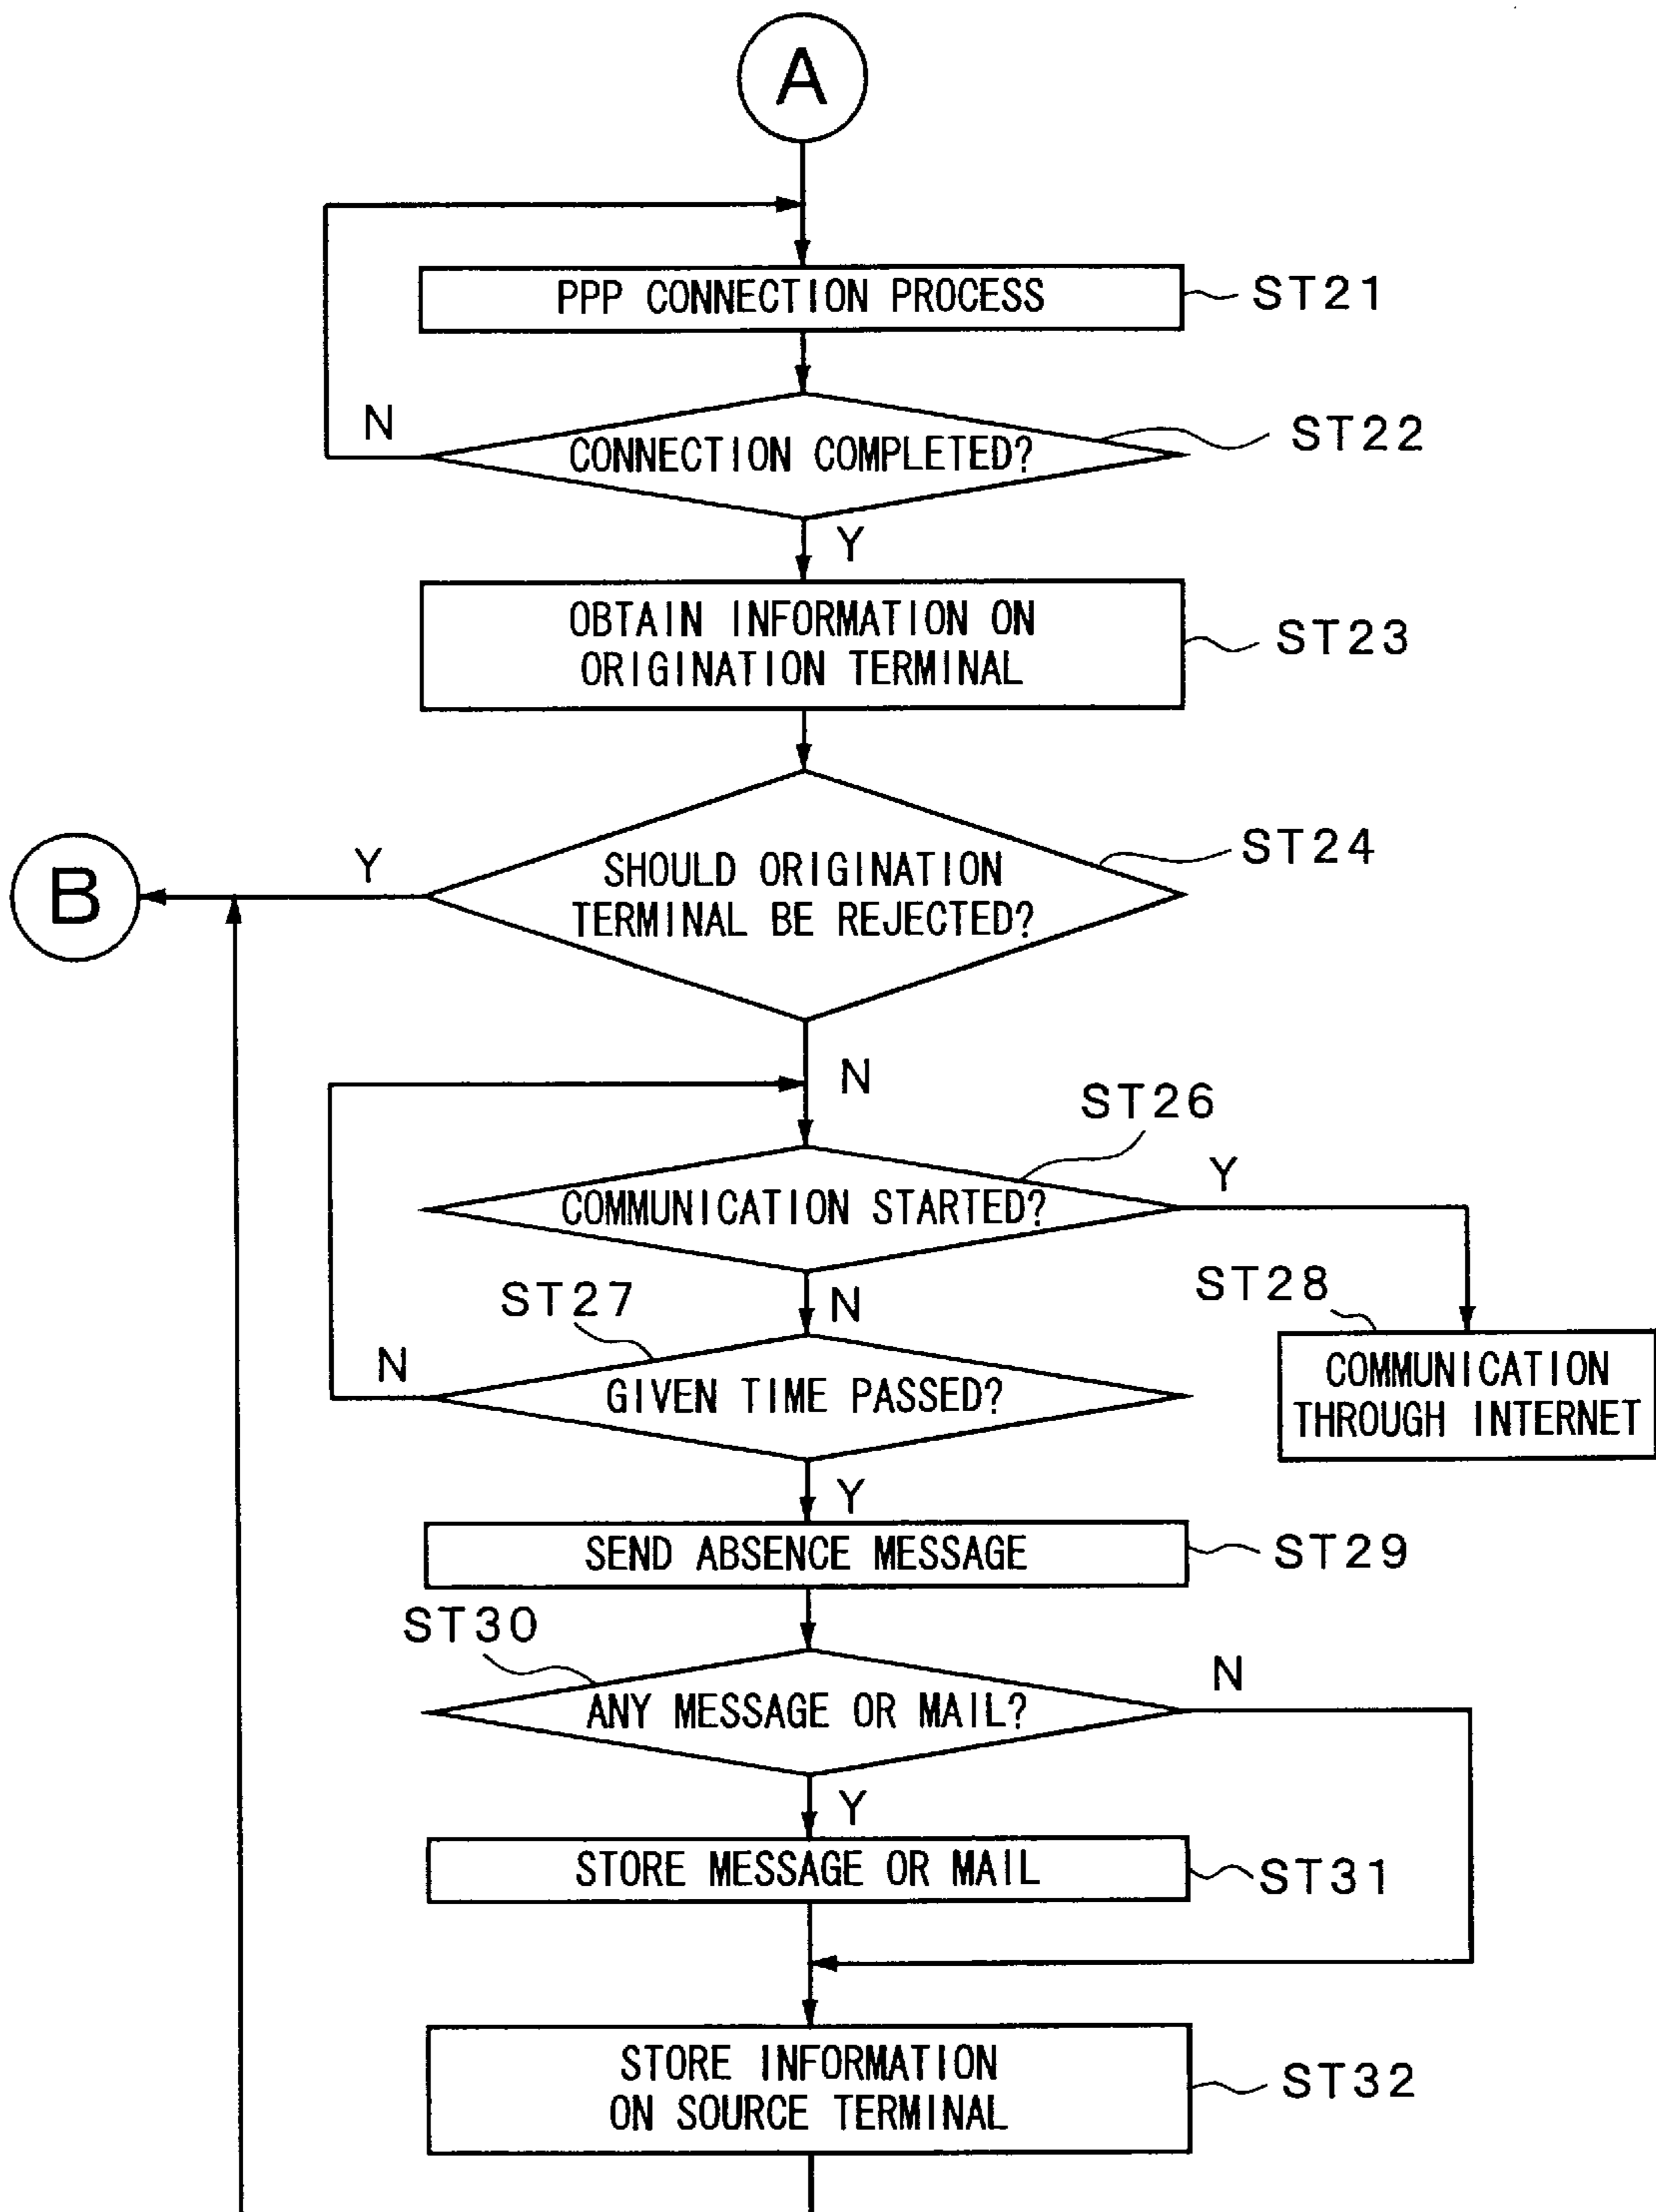 A
PPP CONNECTION PROCESS
ST21
N
CONNECTION COMPLETED?
ST22
Y
OBTAIN INFORMATION ON
ORIGINATION TERMINAL
ST23
B
Y
SHOULD ORIGINATION
TERMINAL BE REJECTED?
ST24
N
ST26
COMMUNICATION STARTED?
Y
ST28
COMMUNICATION
THROUGH INTERNET
ST27
N
N
GIVEN TIME PASSED?
Y
SEND ABSENCE MESSAGE
ST29
ST30
ANY MESSAGE OR MAIL?
N
Y
STORE MESSAGE OR MAIL
ST31
STORE INFORMATION
ON SOURCE TERMINAL
ST32